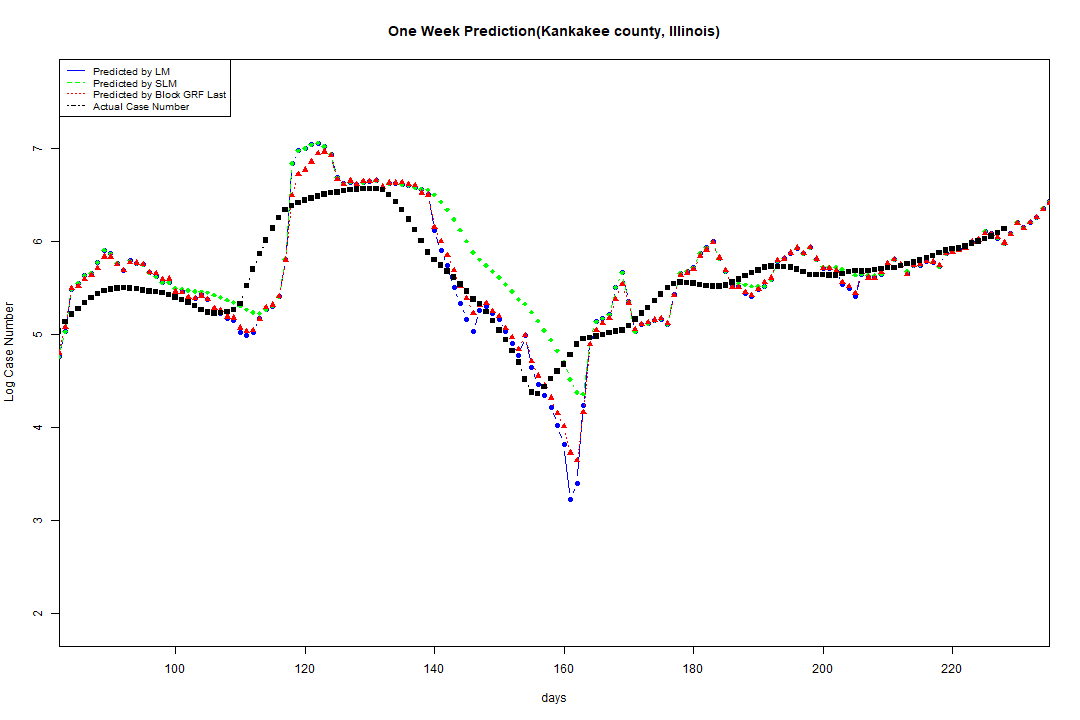 One Week Prediction(Kankakee county, Illinois)
Predicted by LM
Predicted by SLM
Predicted by Block GRF Last
Actual Case Number
7
6
5
4
3
2
Log Case Number
100 120 140 160 180 200 220
days